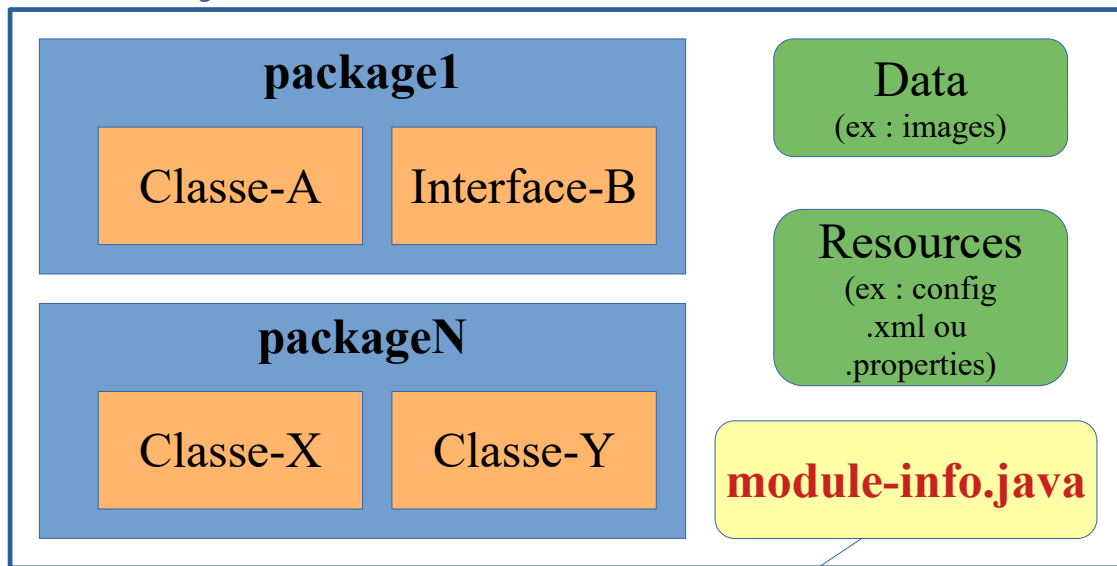 package1
Classe-A
Interface-B
packageN
Classe-X
Classe-Y
Data
(ex : images)
Resources
(ex : config
.xml ou
.properties)
module-info.java